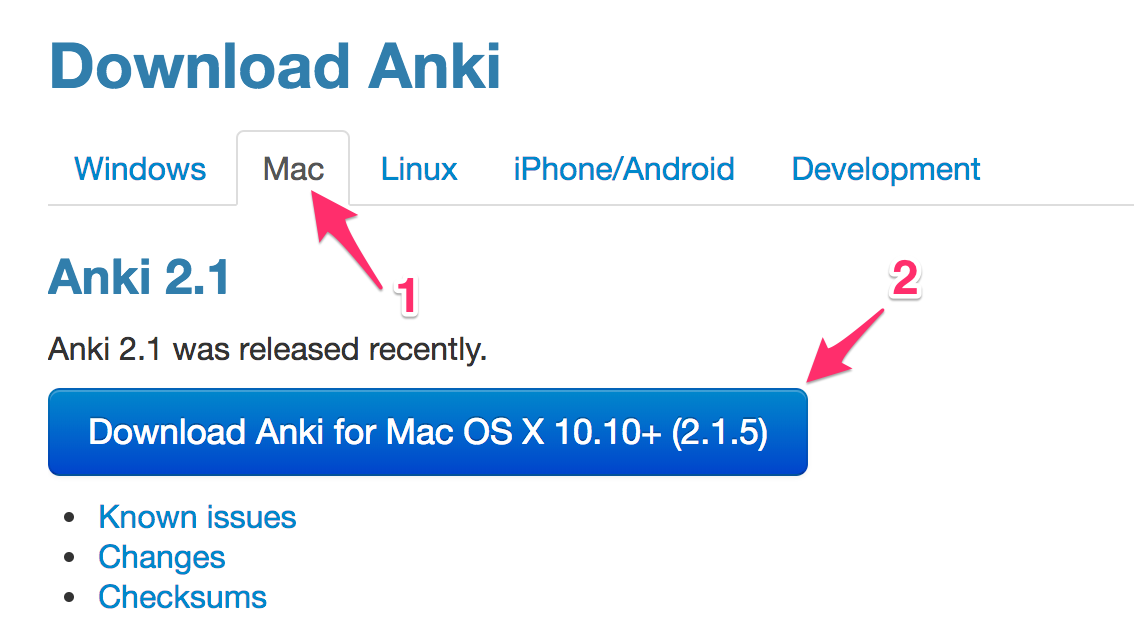 Download Anki
Windows Mac Linux iPhone/Android Development
1
Anki 2.1
2
Anki 2.1 was released recently.
Download Anki for Mac OS X 10.10+ (2.1.5)
Known issues
Changes
Checksums